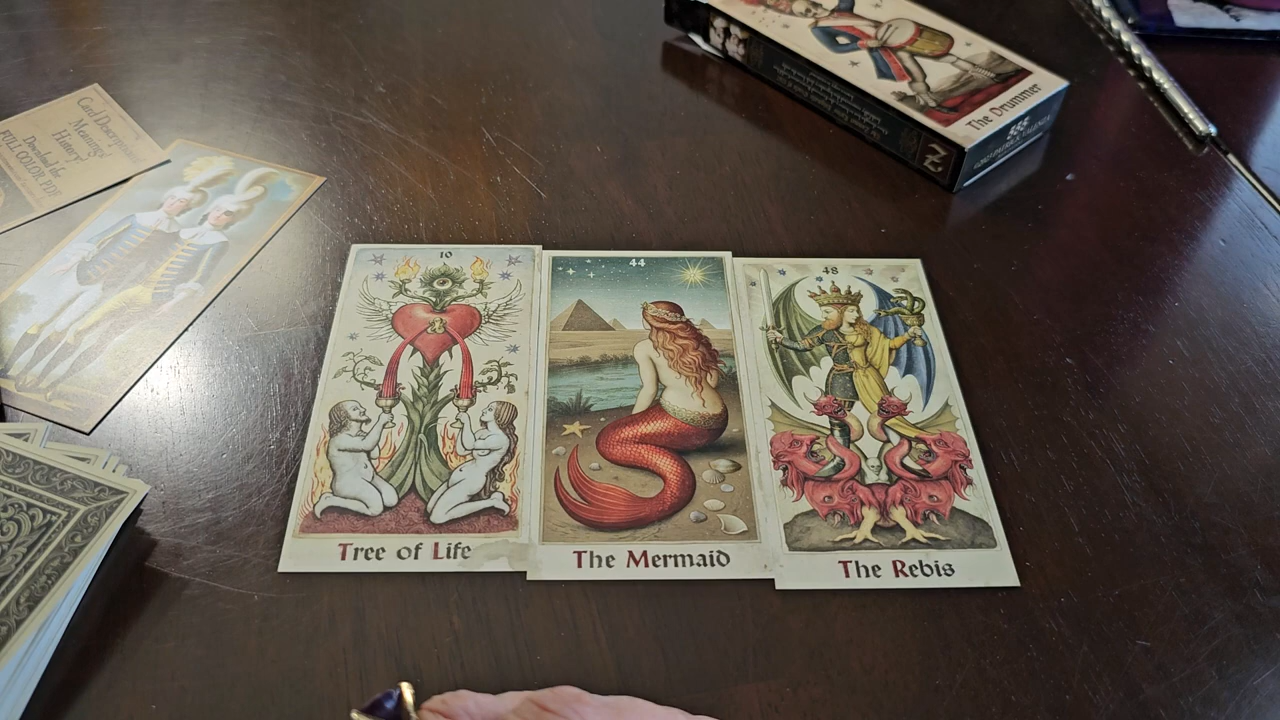 Card Descriptions
Meanings
History
Download the
FULL COLOR PDF
The Drummer
10
Tree of Life
44
The Mermaid
48
The Rebis